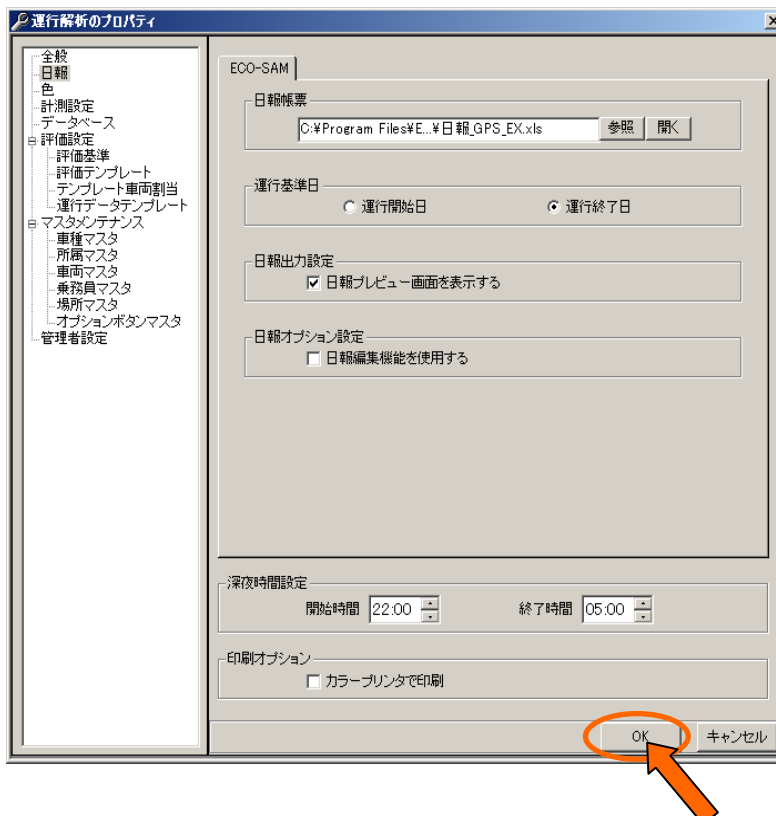 運行解析のプロパティ
全般
日報
色
計測設定
データベース
評価設定
評価基準
評価テンプレート
テンプレート車両割当
運行データテンプレート
マスタメンテナンス
車種マスタ
所属マスタ
車両マスタ
乗務員マスタ
場所マスタ
オプションボタンマスタ
管理者設定
ECO-SAM
日報帳票
C:¥Program Files¥E...¥日報_GPS_EX.xls 参照 開く
運行基準日
運行開始日 運行終了日
日報出力設定
日報プレビュー画面を表示する
日報オプション設定
日報編集機能を使用する
深夜時間設定
開始時間 22:00 終了時間 05:00
印刷オプション
カラープリンタで印刷
OK キャンセル